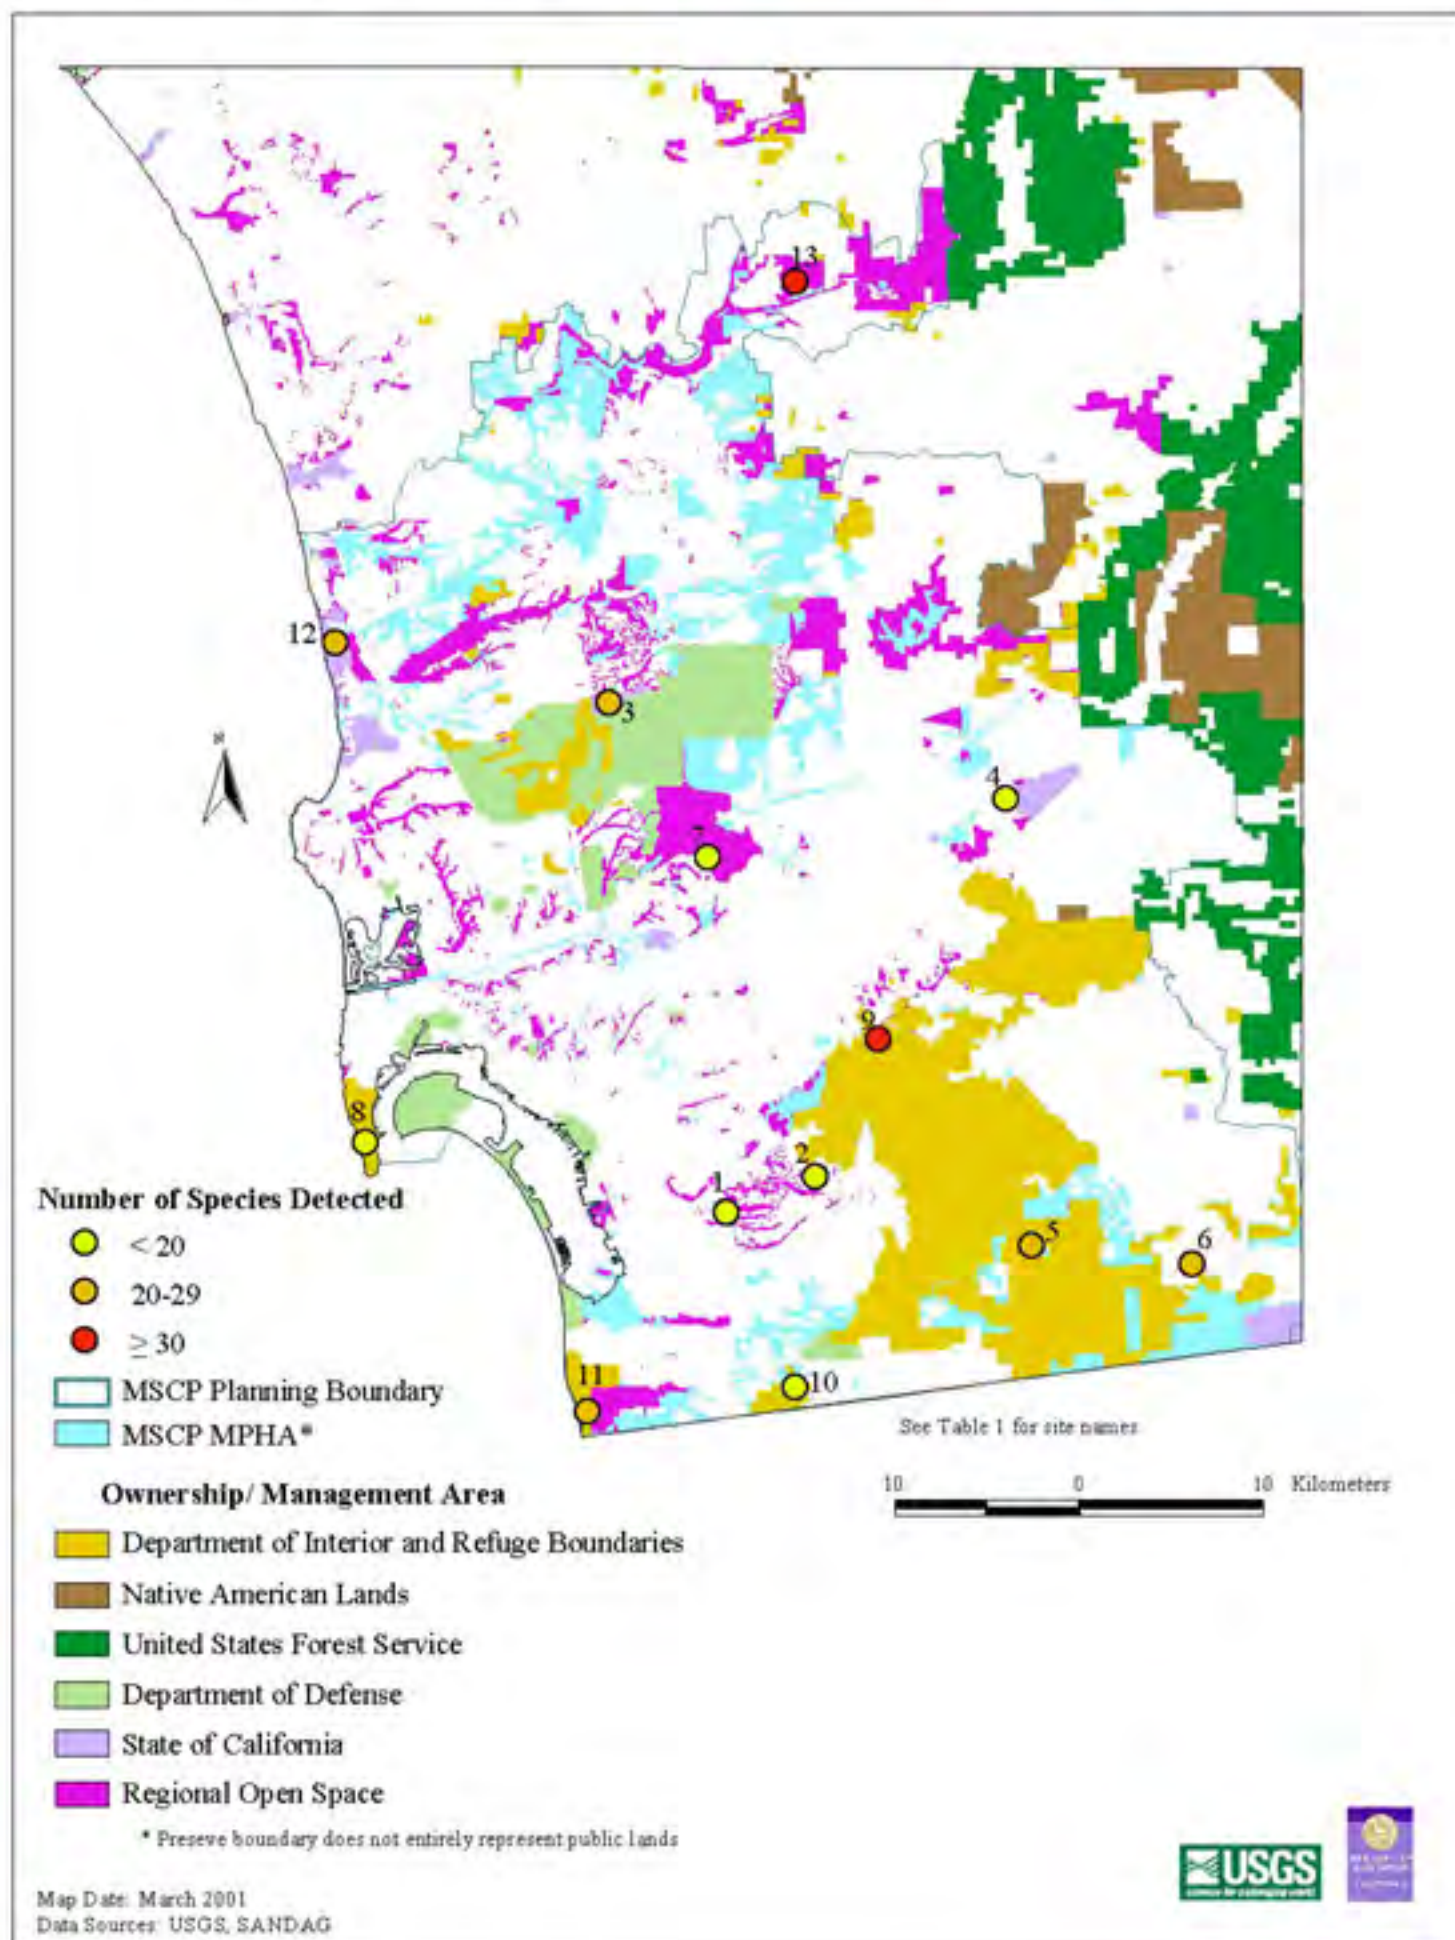 13
12
3
4
7
9
8
2
1
5
6
11
10
N
Number of Species Detected
< 20
20-29
≥ 30
MSCP Planning Boundary
MSCP MPHA*
See Table 1 for site names
10 0 10 Kilometers
Ownership/ Management Area
Department of Interior and Refuge Boundaries
Native American Lands
United States Forest Service
Department of Defense
State of California
Regional Open Space
* Preseve boundary does not entirely represent public lands
USGS
science for a changing world
Map Date: March 2001
Data Sources: USGS, SANDAG